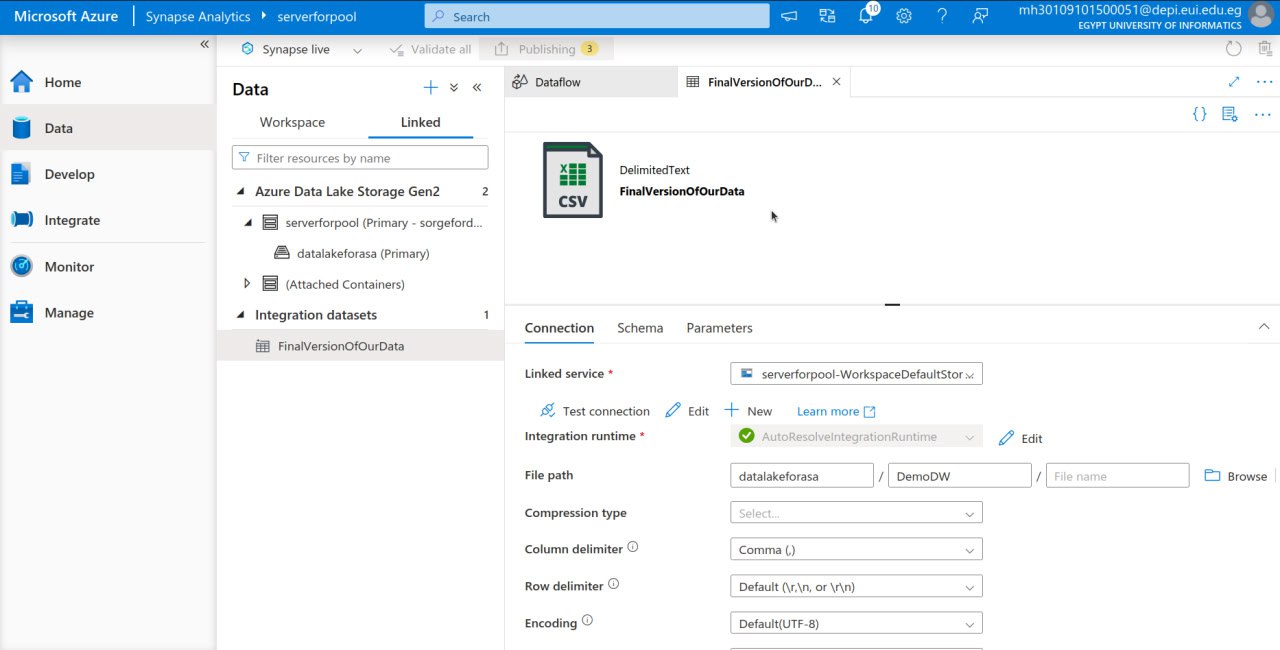 Microsoft Azure
Synapse Analytics
serverforpool
Search
10
mh30109101500051@depi.eui.edu.eg
EGYPT UNIVERSITY OF INFORMATICS
«
Synapse live
Validate all
Publishing 3
Home
Data
Develop
Integrate
Monitor
Manage
Data
Workspace
Linked
Filter resources by name
Azure Data Lake Storage Gen2 2
serverforpool (Primary - sorgeford...
datalakeforasa (Primary)
(Attached Containers)
Integration datasets 1
FinalVersionOfOurData
Dataflow
FinalVersionOfOurD...
{}
CSV
DelimitedText
FinalVersionOfOurData
Connection
Schema
Parameters
Linked service *
serverforpool-WorkspaceDefaultStor...
Test connection
Edit
New
Learn more
Integration runtime *
AutoResolveIntegrationRuntime
Edit
File path
datalakeforasa / DemoDW / File name
Browse
Compression type
Select...
Column delimiter
Comma (,)
Row delimiter
Default (\r,\n, or \r\n)
Encoding
Default(UTF-8)